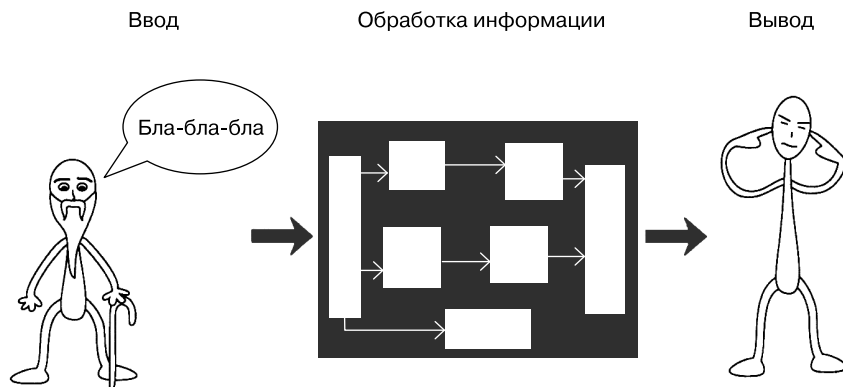 Ввод
Обработка информации
Вывод
Бла-бла-бла